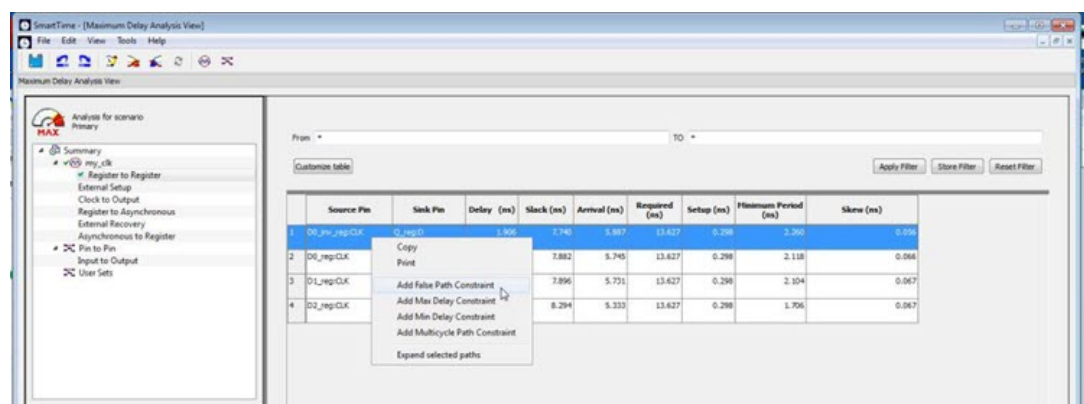 SmartTime - [Maximum Delay Analysis View]
File Edit View Tools Help
Maximum Delay Analysis View
Analysis for scenario
Primary
MAX
Summary
my_clk
Register to Register
External Setup
Clock to Output
Register to Asynchronous
External Recovery
Asynchronous to Register
Pin to Pin
Input to Output
User Sets
From * TO *
Customize table Apply Filter Store Filter Reset Filter
Source Pin Sink Pin Delay (ns) Slack (ns) Arrival (ns) Required (ns) Setup (ns) Minimum Period (ns) Skew (ns)
1 D0_inv_reg:CLK Q_reg:D 1.906 7.740 5.887 13.627 0.298 2.260 0.056
2 D0_reg:CLK 7.882 5.745 13.627 0.298 2.118 0.066
3 D1_reg:CLK 7.896 5.731 13.627 0.298 2.104 0.067
4 D2_reg:CLK 8.294 5.333 13.627 0.298 1.706 0.067
Copy
Print
Add False Path Constraint
Add Max Delay Constraint
Add Min Delay Constraint
Add Multicycle Path Constraint
Expand selected paths